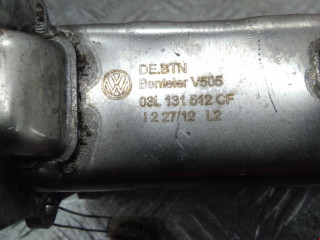 DE.BTN
Benteler V505
03L 131 512 CF
1 2 27/12 L2